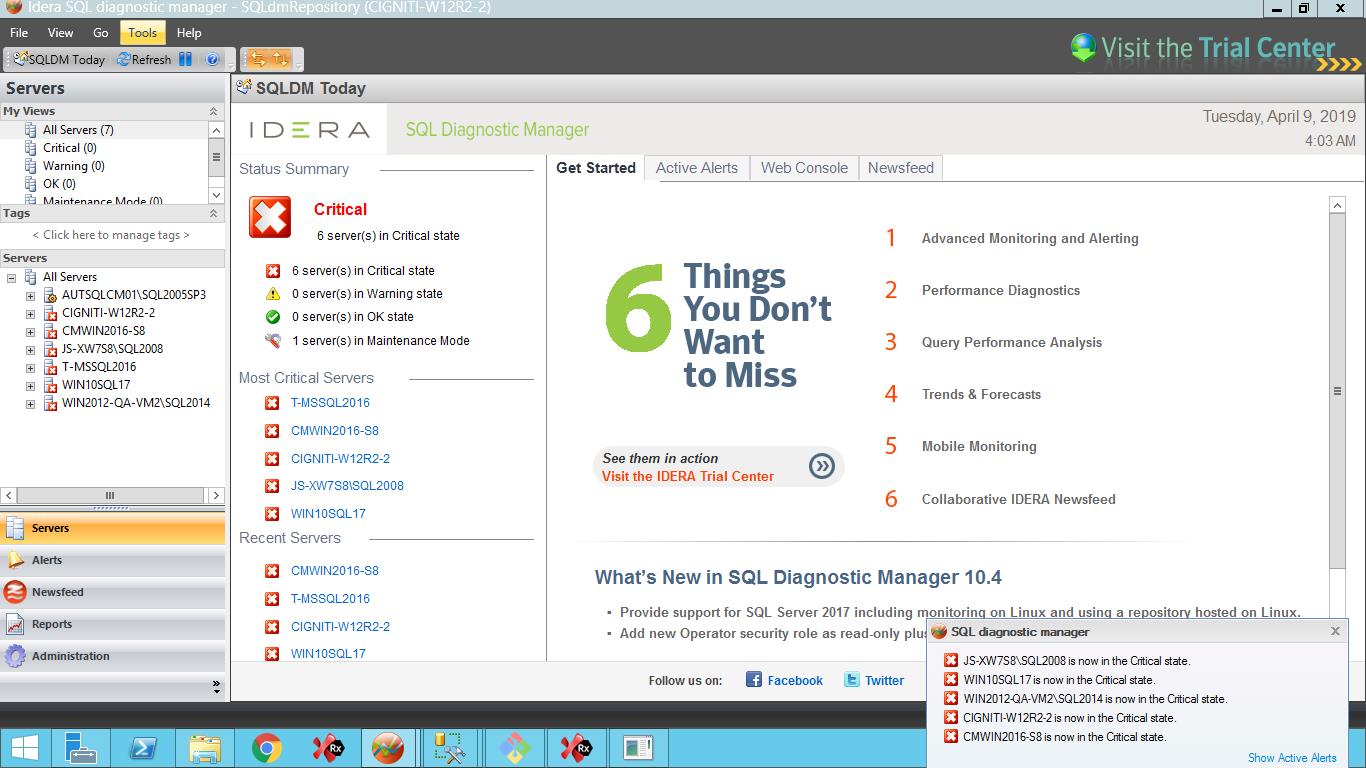 Idera SQL diagnostic manager - SQLdmRepository (CIGNITI-W12R2-2)
File View Go Tools Help
SQLDM Today Refresh
Visit the Trial Center
Servers
My Views
All Servers (7)
Critical (0)
Warning (0)
OK (0)
Maintenance Mode (0)
Tags
< Click here to manage tags >
Servers
All Servers
AUTSQLCM01\SQL2005SP3
CIGNITI-W12R2-2
CMWIN2016-S8
JS-XW7S8\SQL2008
T-MSSQL2016
WIN10SQL17
WIN2012-QA-VM2\SQL2014
Servers
Alerts
Newsfeed
Reports
Administration
SQLDM Today
IDERA SQL Diagnostic Manager
Tuesday, April 9, 2019
4:03 AM
Status Summary
Critical
6 server(s) in Critical state
6 server(s) in Critical state
0 server(s) in Warning state
0 server(s) in OK state
1 server(s) in Maintenance Mode
Most Critical Servers
T-MSSQL2016
CMWIN2016-S8
CIGNITI-W12R2-2
JS-XW7S8\SQL2008
WIN10SQL17
Recent Servers
CMWIN2016-S8
T-MSSQL2016
CIGNITI-W12R2-2
WIN10SQL17
Get Started Active Alerts Web Console Newsfeed
6 Things
You Don't
Want
to Miss
See them in action
Visit the IDERA Trial Center
1 Advanced Monitoring and Alerting
2 Performance Diagnostics
3 Query Performance Analysis
4 Trends & Forecasts
5 Mobile Monitoring
6 Collaborative IDERA Newsfeed
What's New in SQL Diagnostic Manager 10.4
Provide support for SQL Server 2017 including monitoring on Linux and using a repository hosted on Linux.
Add new Operator security role as read-only plus
Follow us on: Facebook Twitter
SQL diagnostic manager
JS-XW7S8\SQL2008 is now in the Critical state.
WIN10SQL17 is now in the Critical state.
WIN2012-QA-VM2\SQL2014 is now in the Critical state.
CIGNITI-W12R2-2 is now in the Critical state.
CMWIN2016-S8 is now in the Critical state.
Show Active Alerts
Rx
Rx